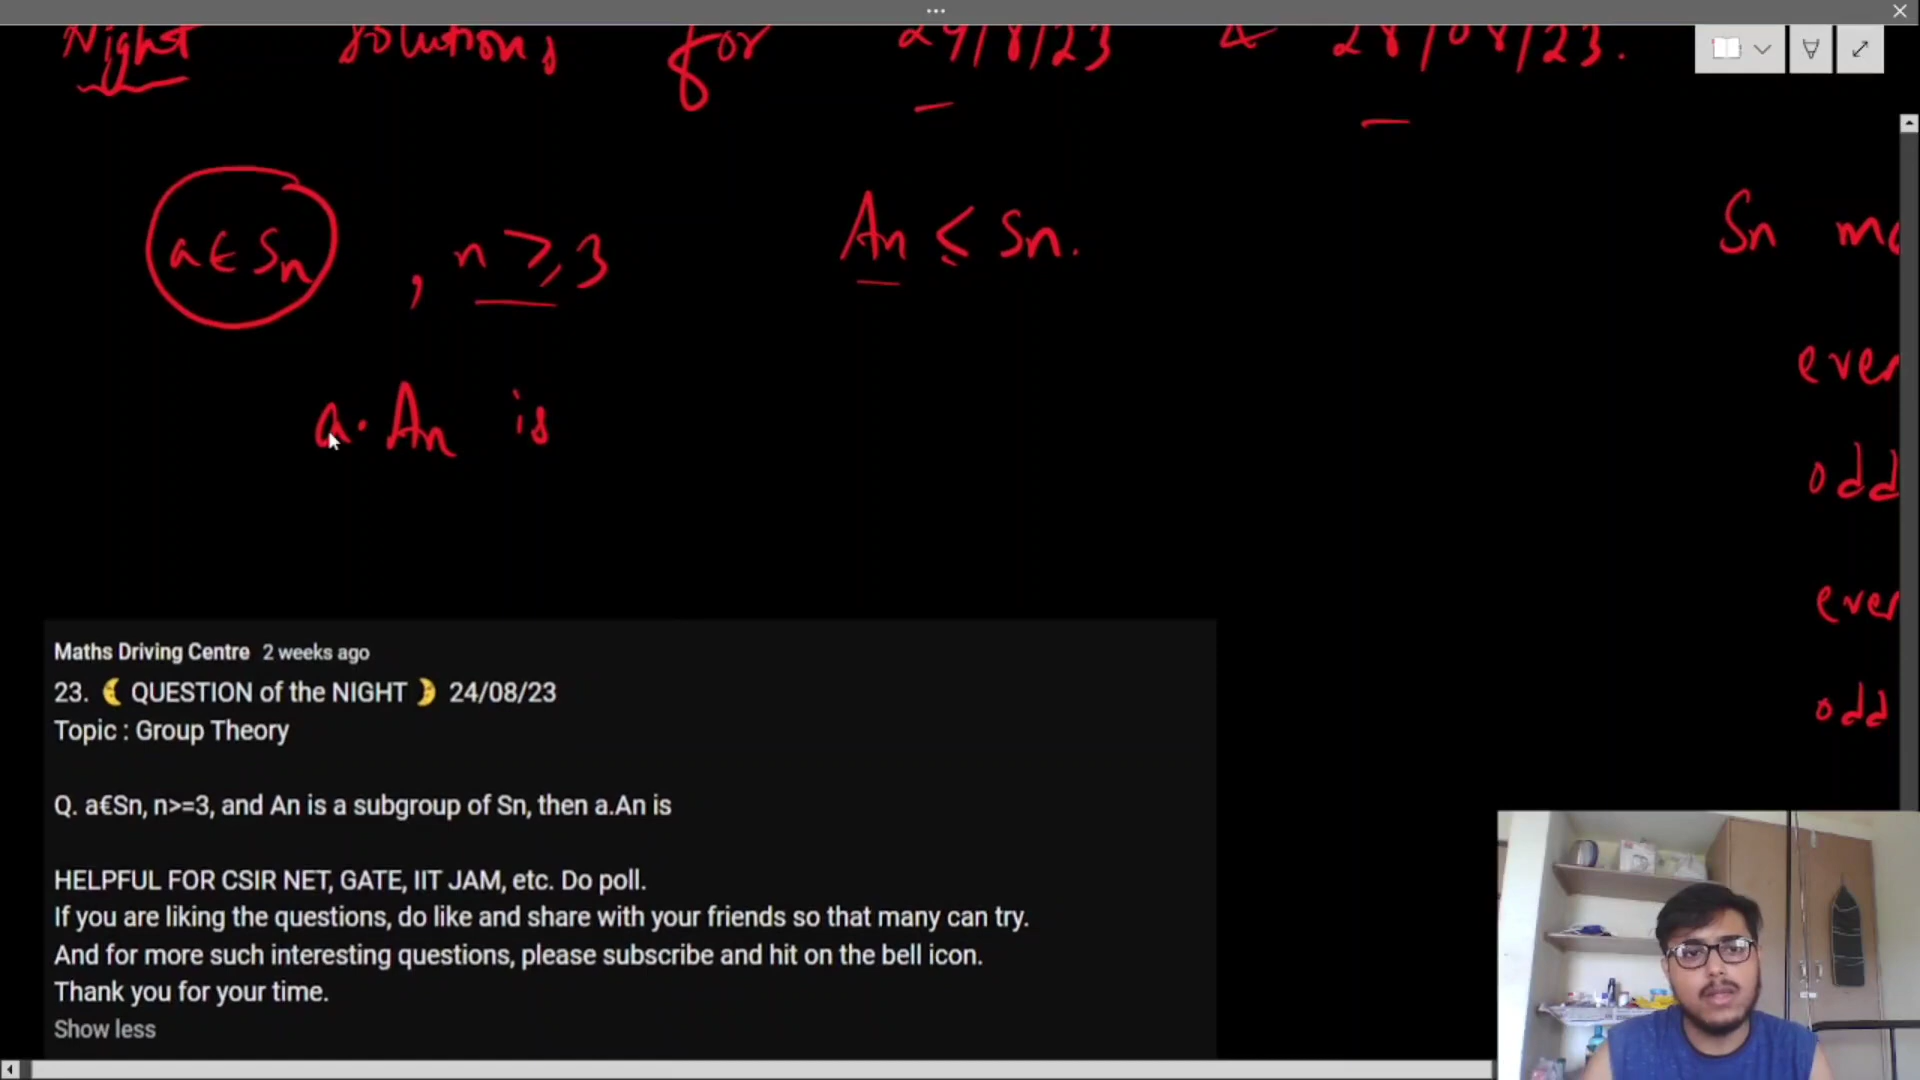 Night solutions for 24/8/23 & 28/08/23.
a ∈ Sn , n ≥ 3 An ≤ Sn. Sn
even
a. An is
odd
even
odd
Maths Driving Centre 2 weeks ago
23. 🌜 QUESTION of the NIGHT 🌛 24/08/23
Topic : Group Theory
Q. a€Sn, n>=3, and An is a subgroup of Sn, then a.An is
HELPFUL FOR CSIR NET, GATE, IIT JAM, etc. Do poll.
If you are liking the questions, do like and share with your friends so that many can try.
And for more such interesting questions, please subscribe and hit on the bell icon.
Thank you for your time.
Show less